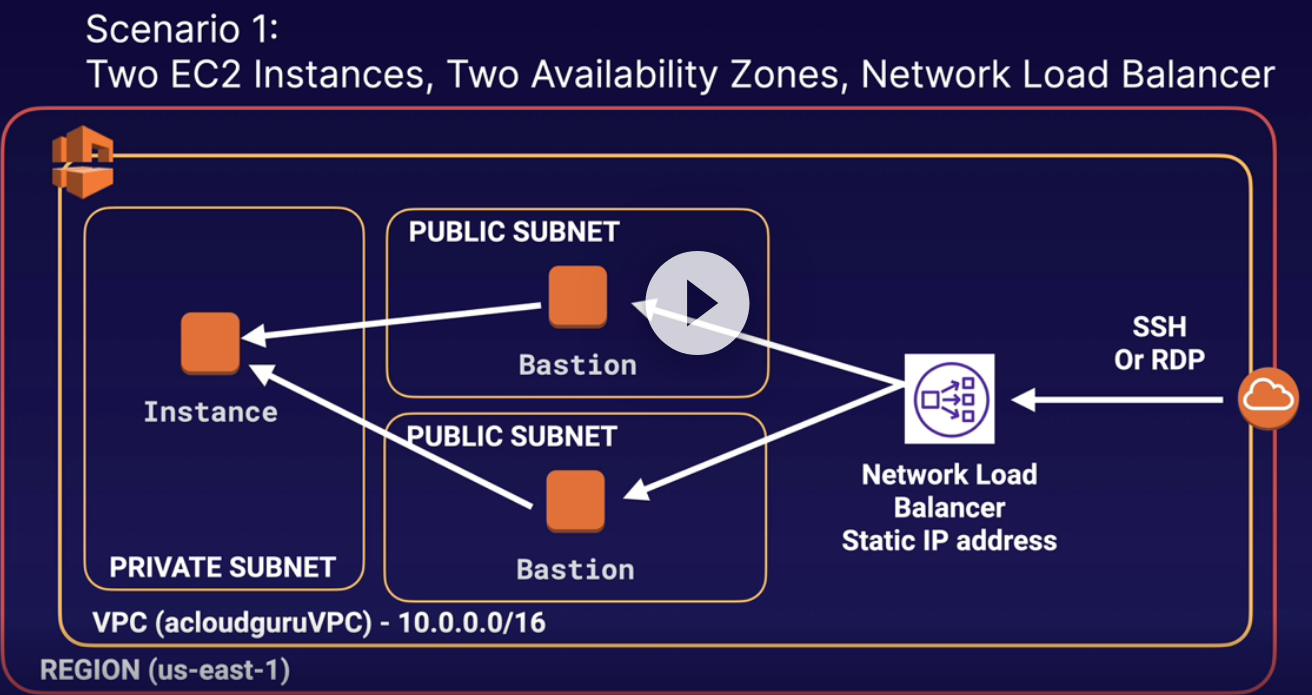 Scenario 1:
Two EC2 Instances, Two Availability Zones, Network Load Balancer
PUBLIC SUBNET
Bastion
Instance
PUBLIC SUBNET
Bastion
PRIVATE SUBNET
SSH
Or RDP
Network Load
Balancer
Static IP address
VPC (acloudguruVPC) - 10.0.0.0/16
REGION (us-east-1)